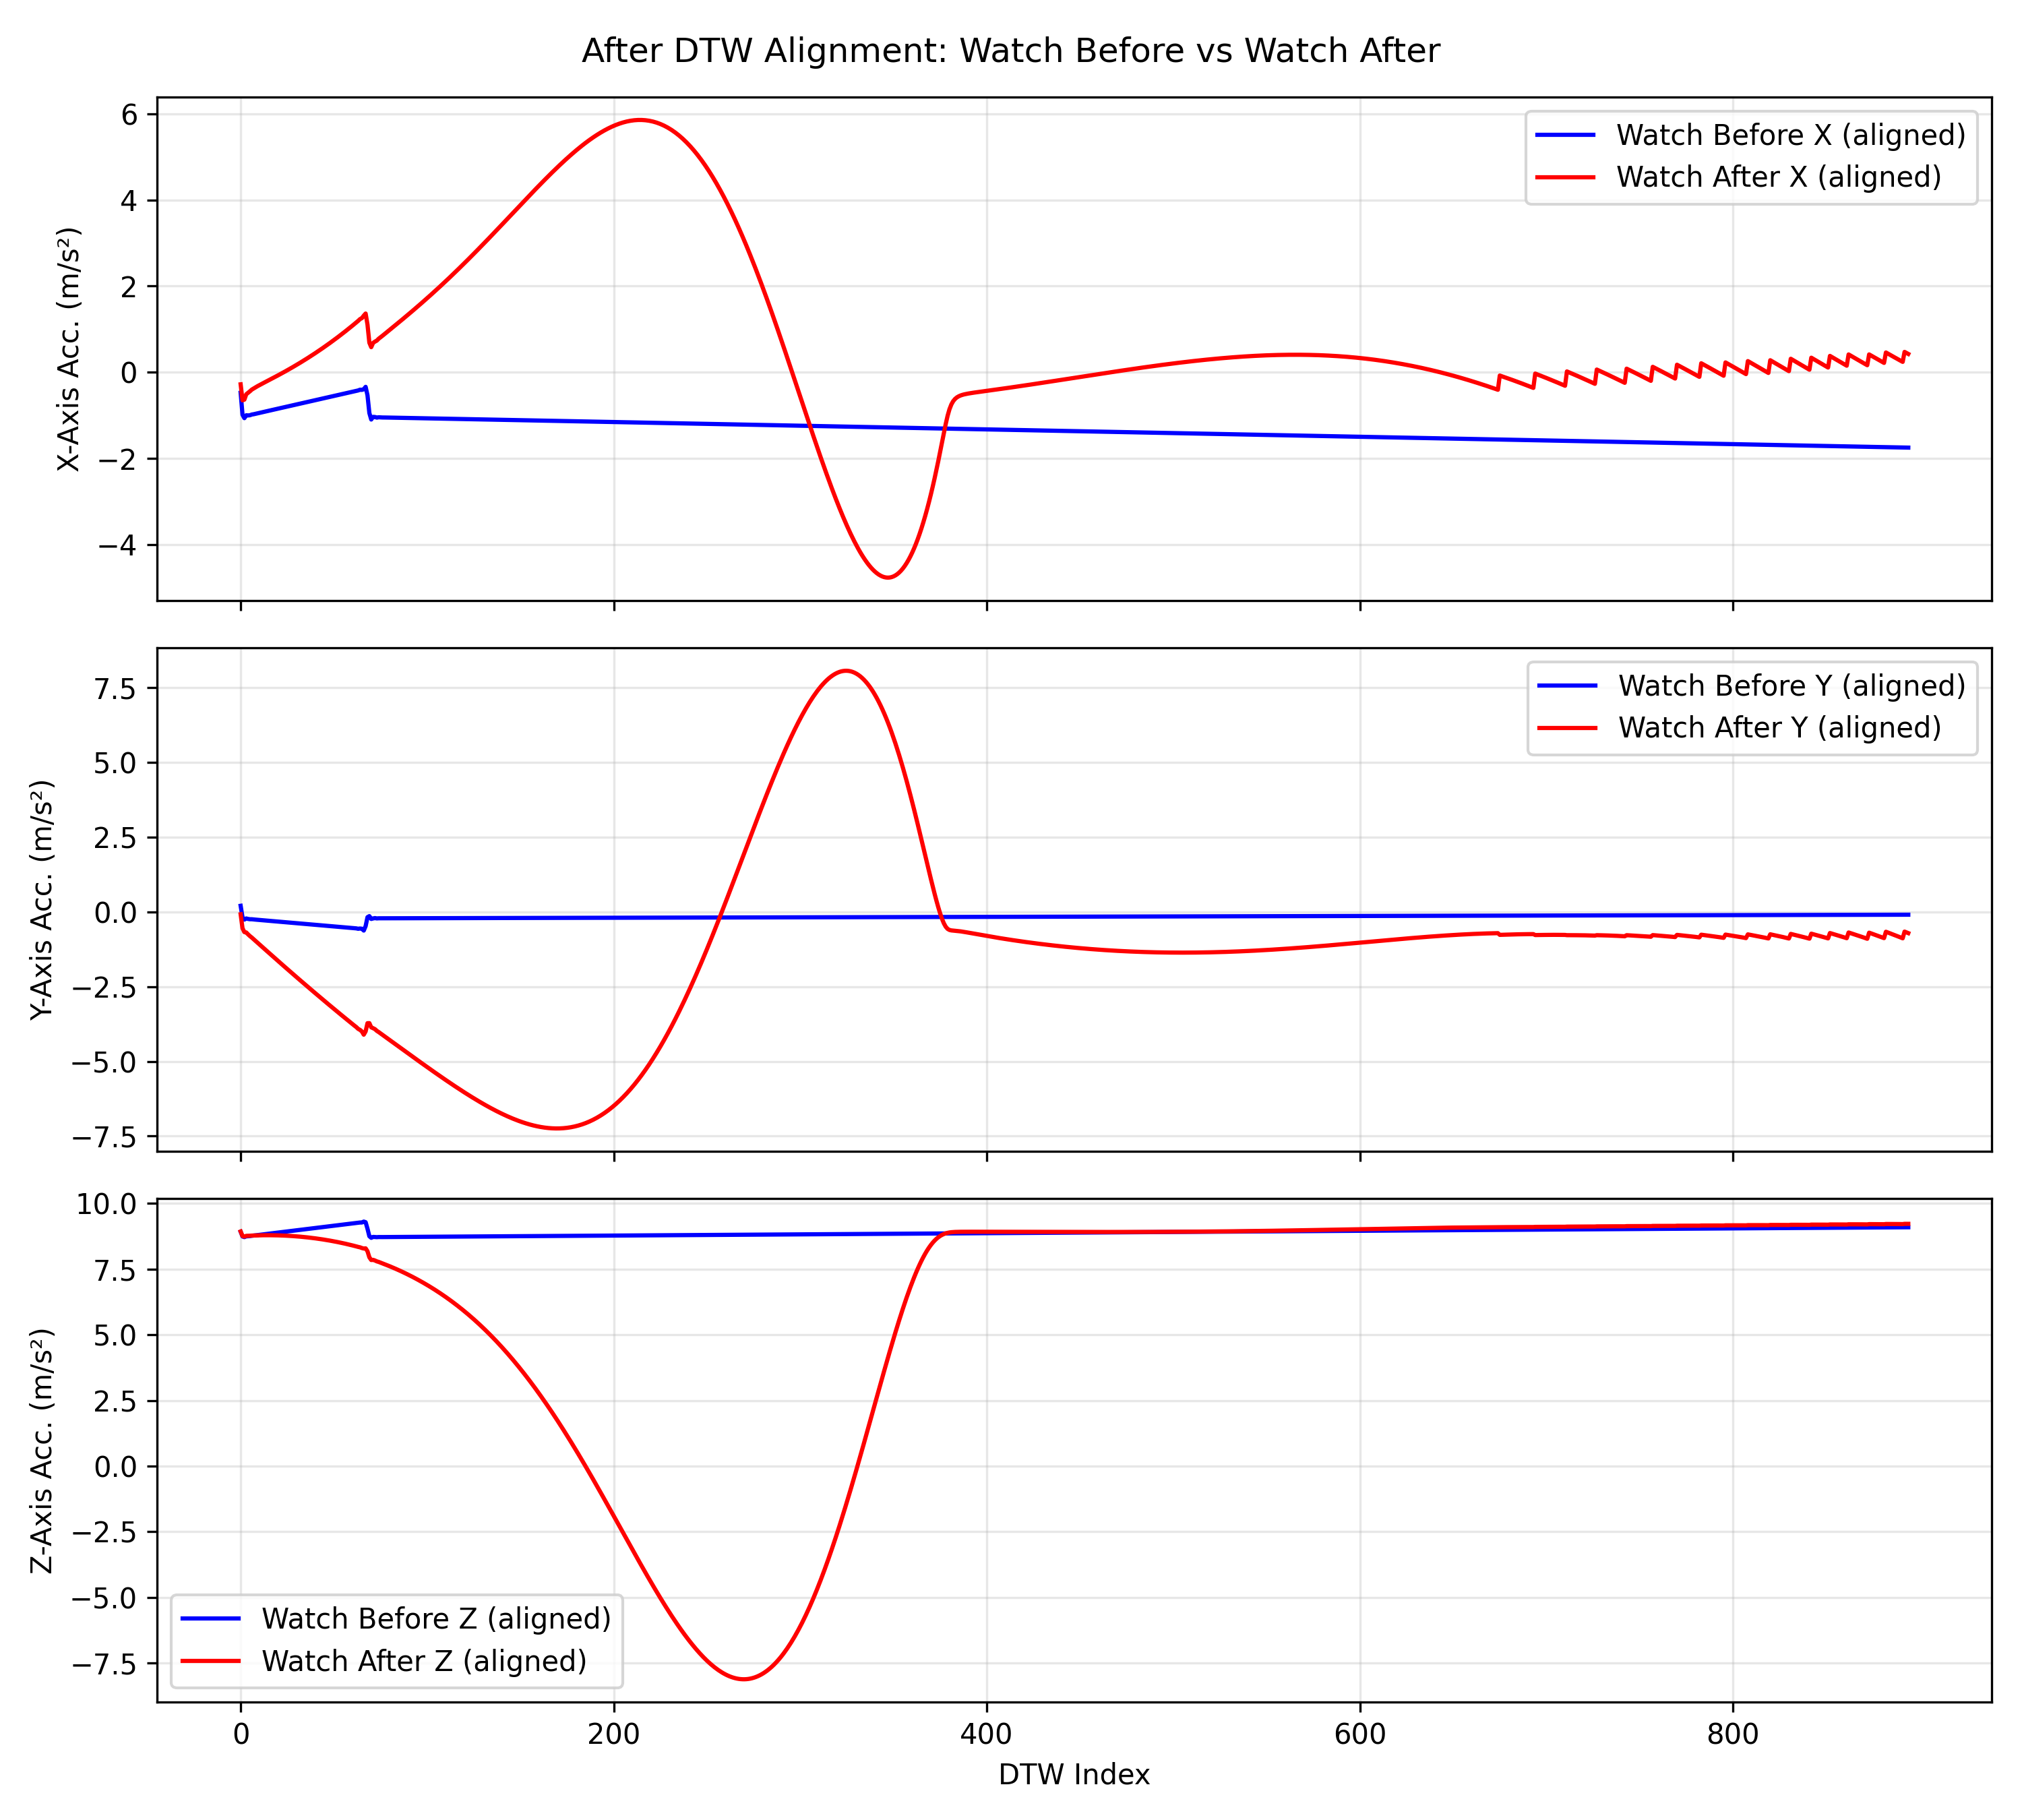 After DTW Alignment: Watch Before vs Watch After
6
4
2
0
−2
−4
X-Axis Acc. (m/s²)
Watch Before X (aligned)
Watch After X (aligned)
7.5
5.0
2.5
0.0
−2.5
−5.0
−7.5
Y-Axis Acc. (m/s²)
Watch Before Y (aligned)
Watch After Y (aligned)
10.0
7.5
5.0
2.5
0.0
−2.5
−5.0
−7.5
Z-Axis Acc. (m/s²)
Watch Before Z (aligned)
Watch After Z (aligned)
0 200 400 600 800
DTW Index